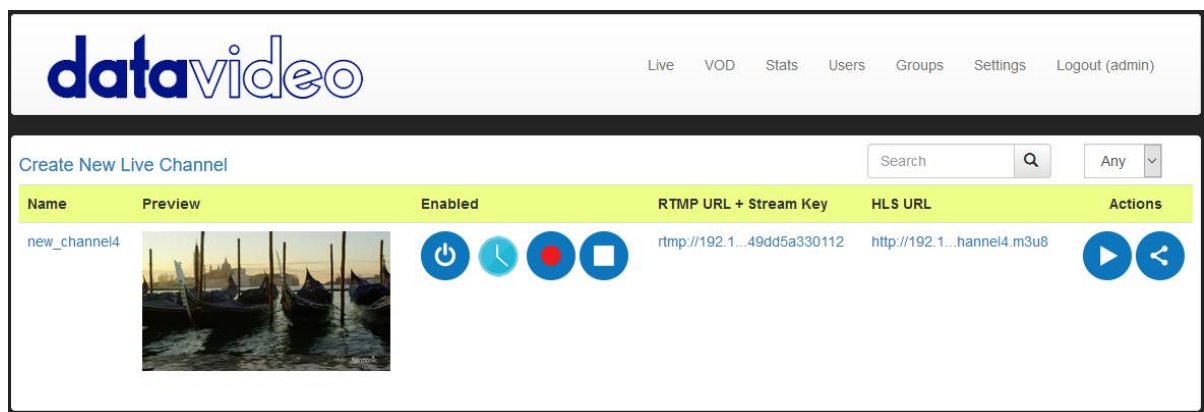 datavideo
Live VOD Stats Users Groups Settings Logout (admin)
Create New Live Channel
Search
Any
Name Preview Enabled RTMP URL + Stream Key HLS URL Actions
new_channel4 rtmp://192.1...49dd5a330112 http://192.1...hannel4.m3u8
harmonic